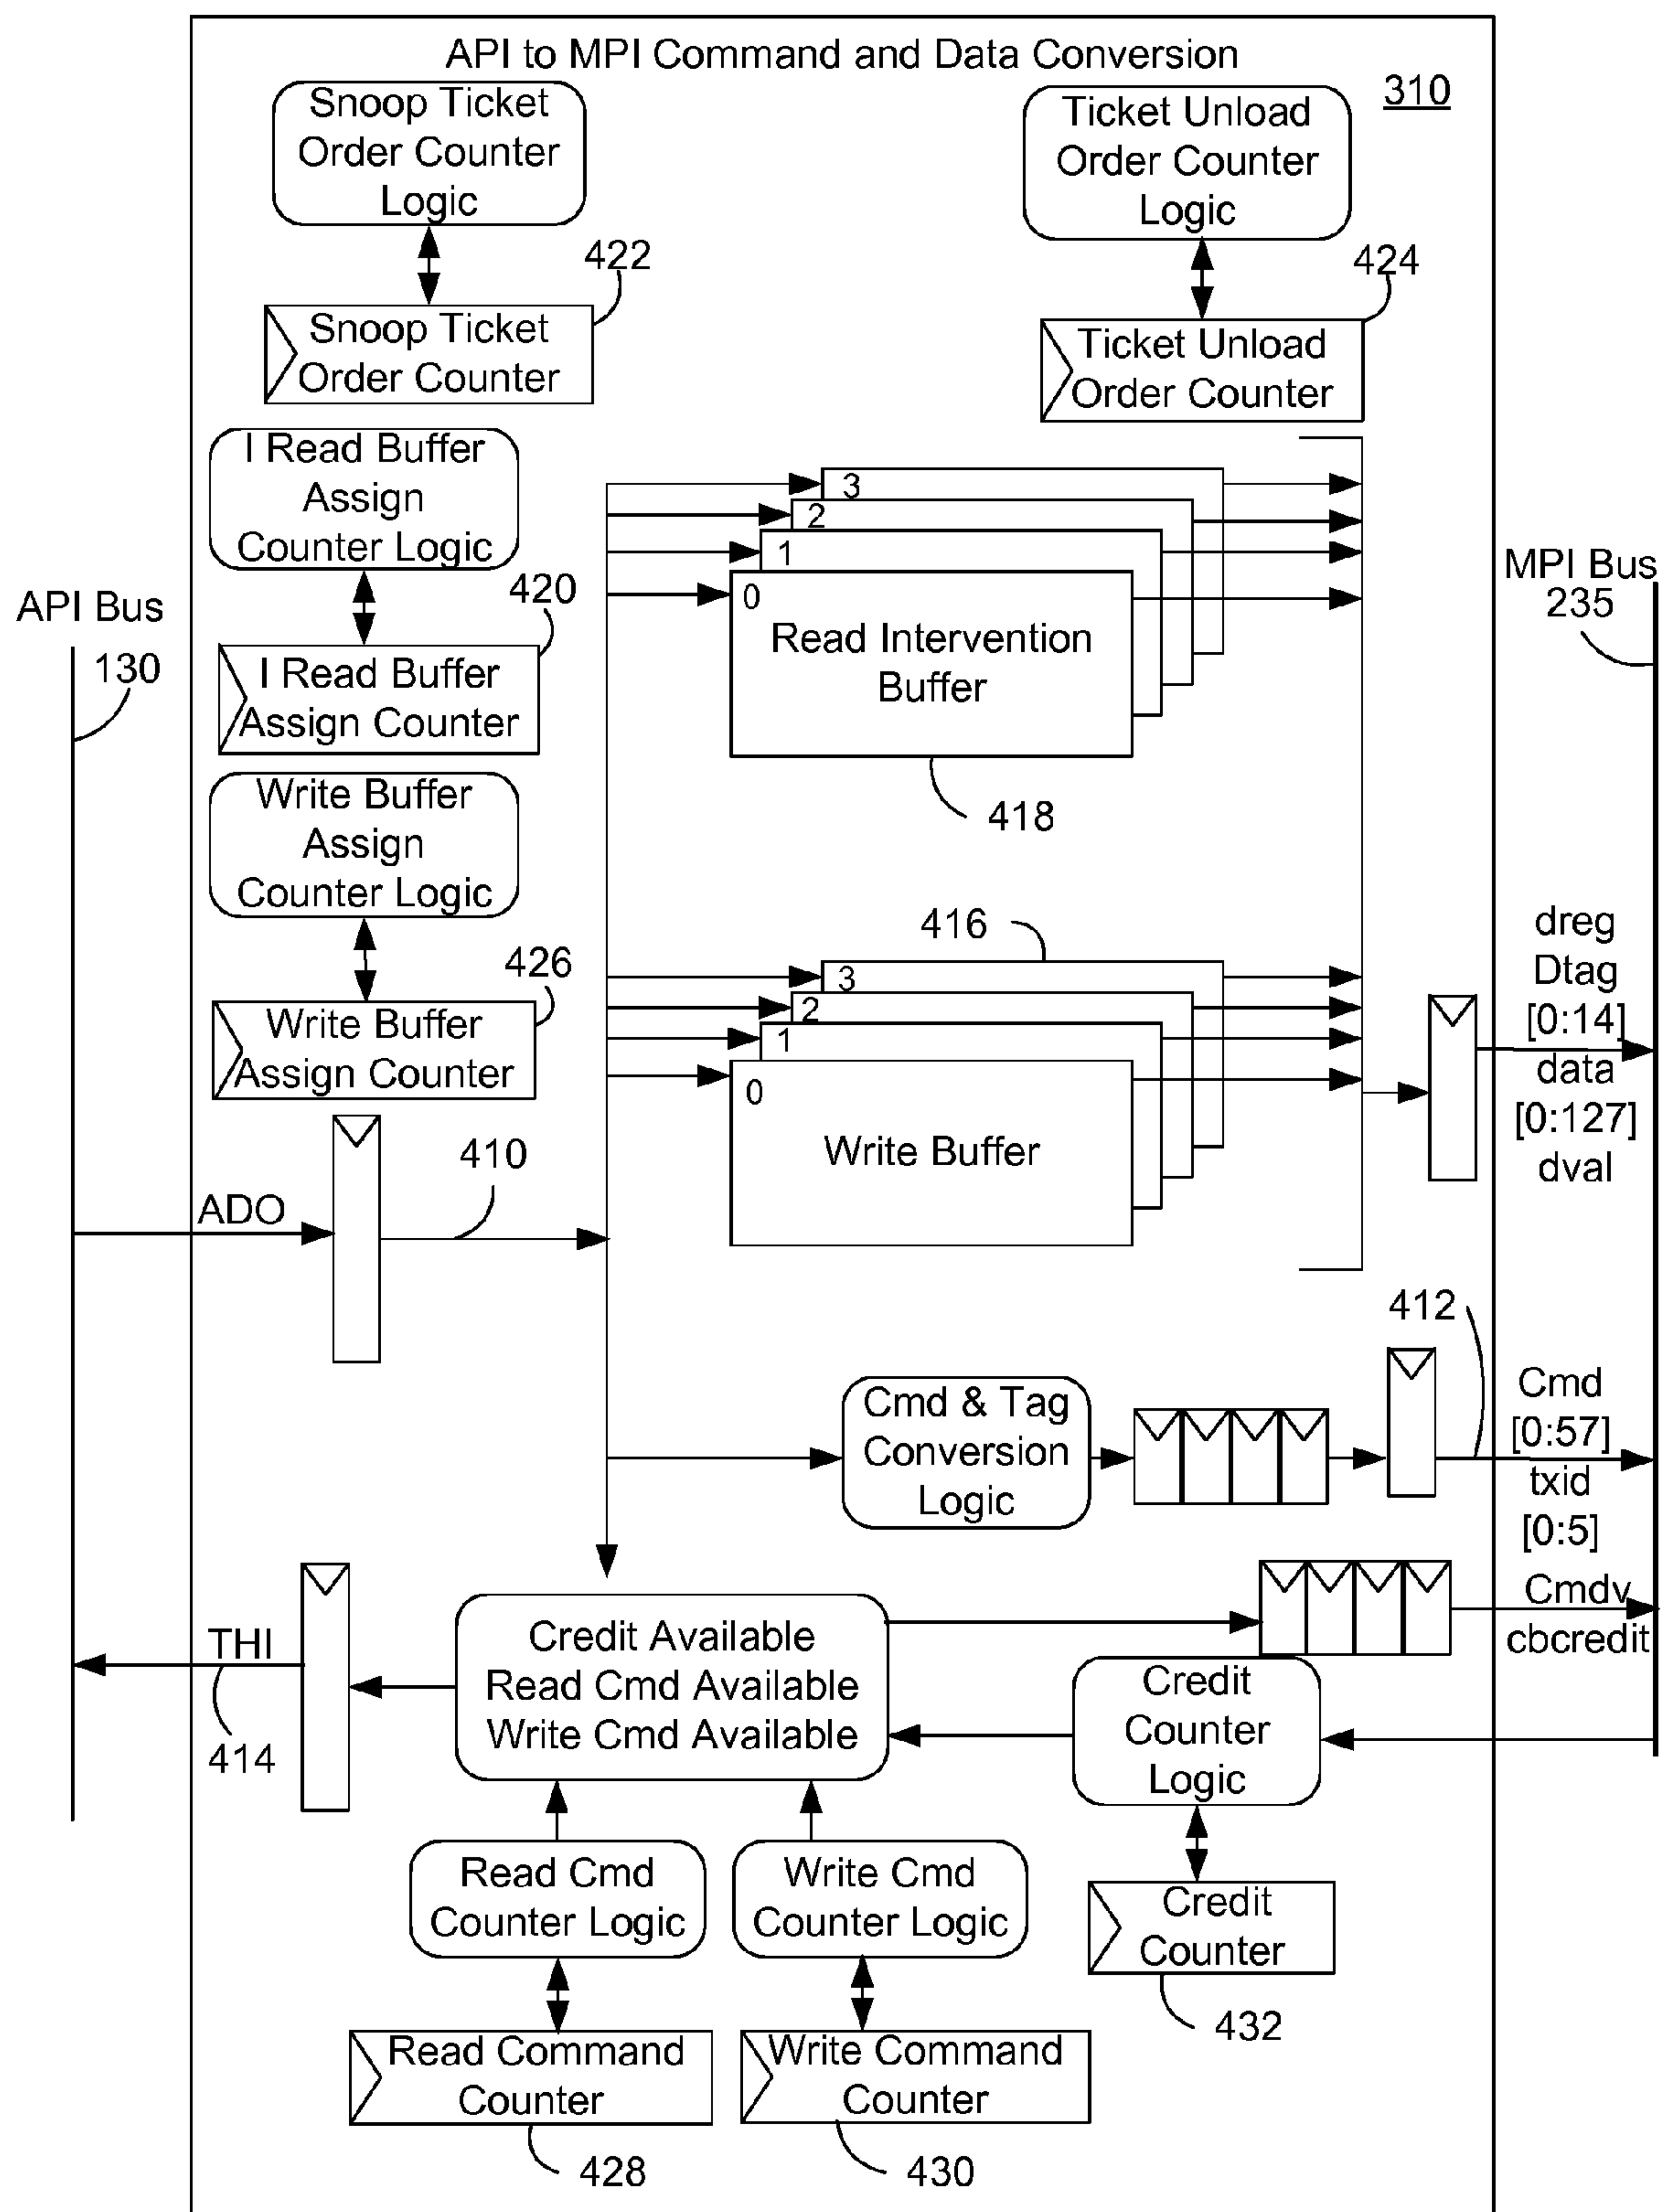 API to MPI Command and Data Conversion
310
Snoop Ticket
Order Counter
Logic
Ticket Unload
Order Counter
Logic
422
424
Snoop Ticket
Order Counter
Ticket Unload
Order Counter
I Read Buffer
Assign
Counter Logic
3
2
1
0
Read Intervention
Buffer
418
API Bus
130
420
I Read Buffer
Assign Counter
MPI Bus
235
Write Buffer
Assign
Counter Logic
426
Write Buffer
Assign Counter
416
3
2
1
0
Write Buffer
dreg
Dtag
[0:14]
data
[0:127]
dval
ADO
410
412
Cmd & Tag
Conversion
Logic
Cmd
[0:57]
txid
[0:5]
Cmdv
cbcredit
THI
414
Credit Available
Read Cmd Available
Write Cmd Available
Credit
Counter
Logic
Read Cmd
Counter Logic
Write Cmd
Counter Logic
Credit
Counter
432
Read Command
Counter
Write Command
Counter
428
430